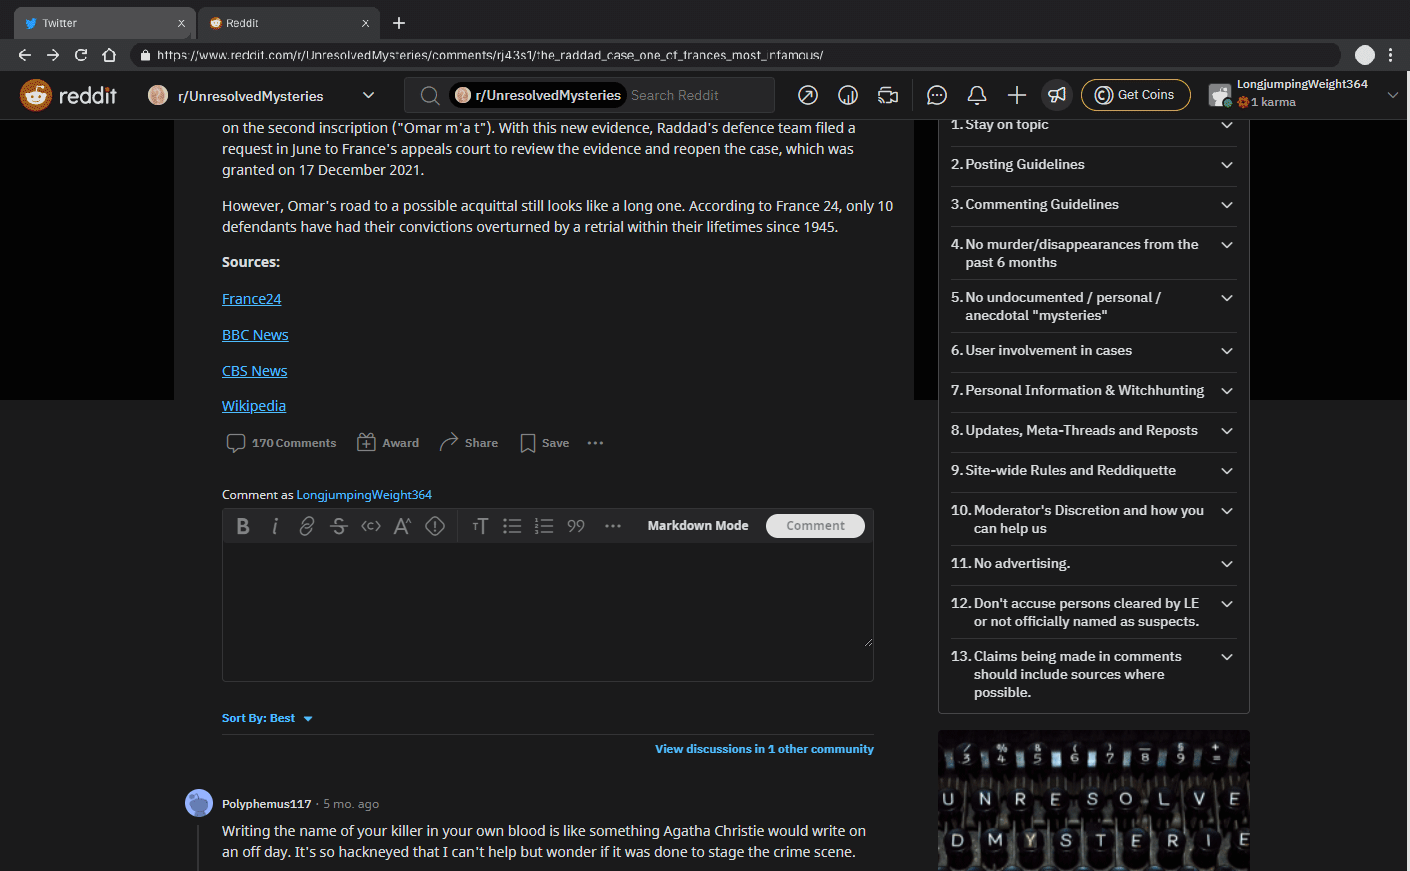 Twitter
Reddit
https://www.reddit.com/r/UnresolvedMysteries/comments/rj43s1/the_raddad_case_one_of_frances_most_infamous/
reddit
r/UnresolvedMysteries
r/UnresolvedMysteries Search Reddit
Get Coins
LongjumpingWeight364
1 karma
on the second inscription ("Omar m'a t"). With this new evidence, Raddad's defence team filed a
request in June to France's appeals court to review the evidence and reopen the case, which was
granted on 17 December 2021.
However, Omar's road to a possible acquittal still looks like a long one. According to France 24, only 10
defendants have had their convictions overturned by a retrial within their lifetimes since 1945.
Sources:
France24
BBC News
CBS News
Wikipedia
170 Comments Award Share Save
Comment as LongjumpingWeight364
Markdown Mode Comment
Sort By: Best
View discussions in 1 other community
Polyphemus117 · 5 mo. ago
Writing the name of your killer in your own blood is like something Agatha Christie would write on
an off day. It's so hackneyed that I can't help but wonder if it was done to stage the crime scene.
1. Stay on topic
2. Posting Guidelines
3. Commenting Guidelines
4. No murder/disappearances from the
past 6 months
5. No undocumented / personal /
anecdotal "mysteries"
6. User involvement in cases
7. Personal Information & Witchhunting
8. Updates, Meta-Threads and Reposts
9. Site-wide Rules and Reddiquette
10. Moderator's Discretion and how you
can help us
11. No advertising.
12. Don't accuse persons cleared by LE
or not officially named as suspects.
13. Claims being made in comments
should include sources where
possible.
UNRESOLVE
DMYSTERIE